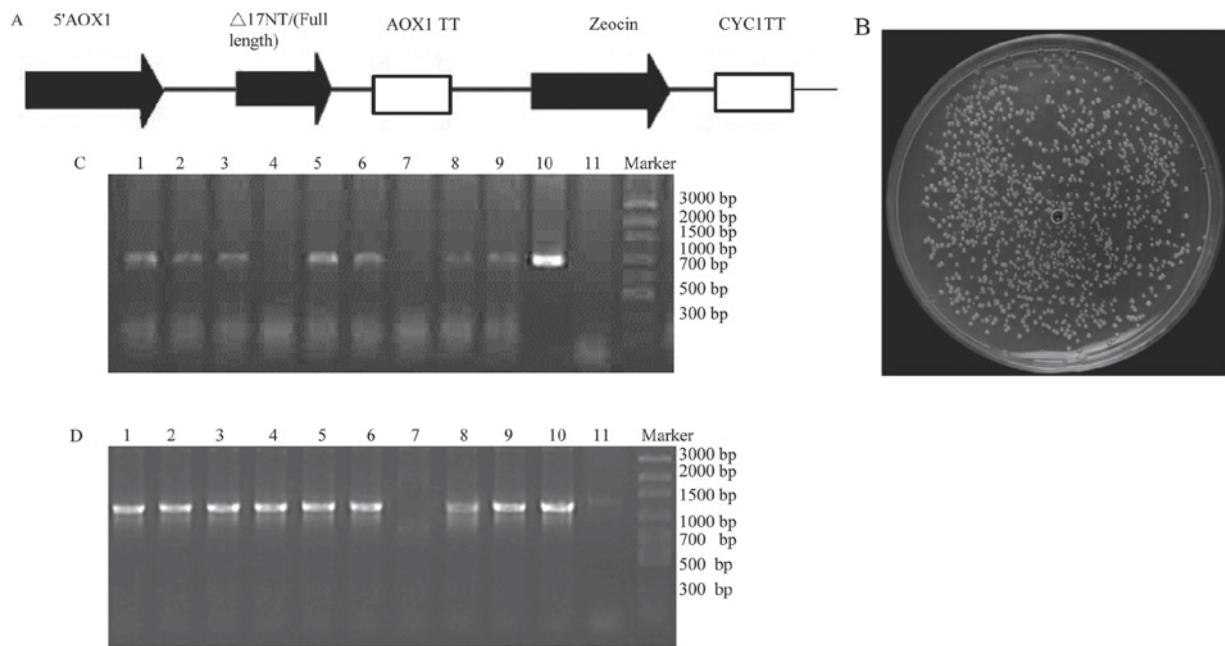 A
5'AOX1
△17NT/(Full
length)
AOX1 TT
Zeocin
CYC1TT
B
C
1 2 3 4 5 6 7 8 9 10 11 Marker
3000 bp
2000 bp
1500 bp
1000 bp
700 bp
500 bp
300 bp
D
1 2 3 4 5 6 7 8 9 10 11 Marker
3000 bp
2000 bp
1500 bp
1000 bp
700 bp
500 bp
300 bp